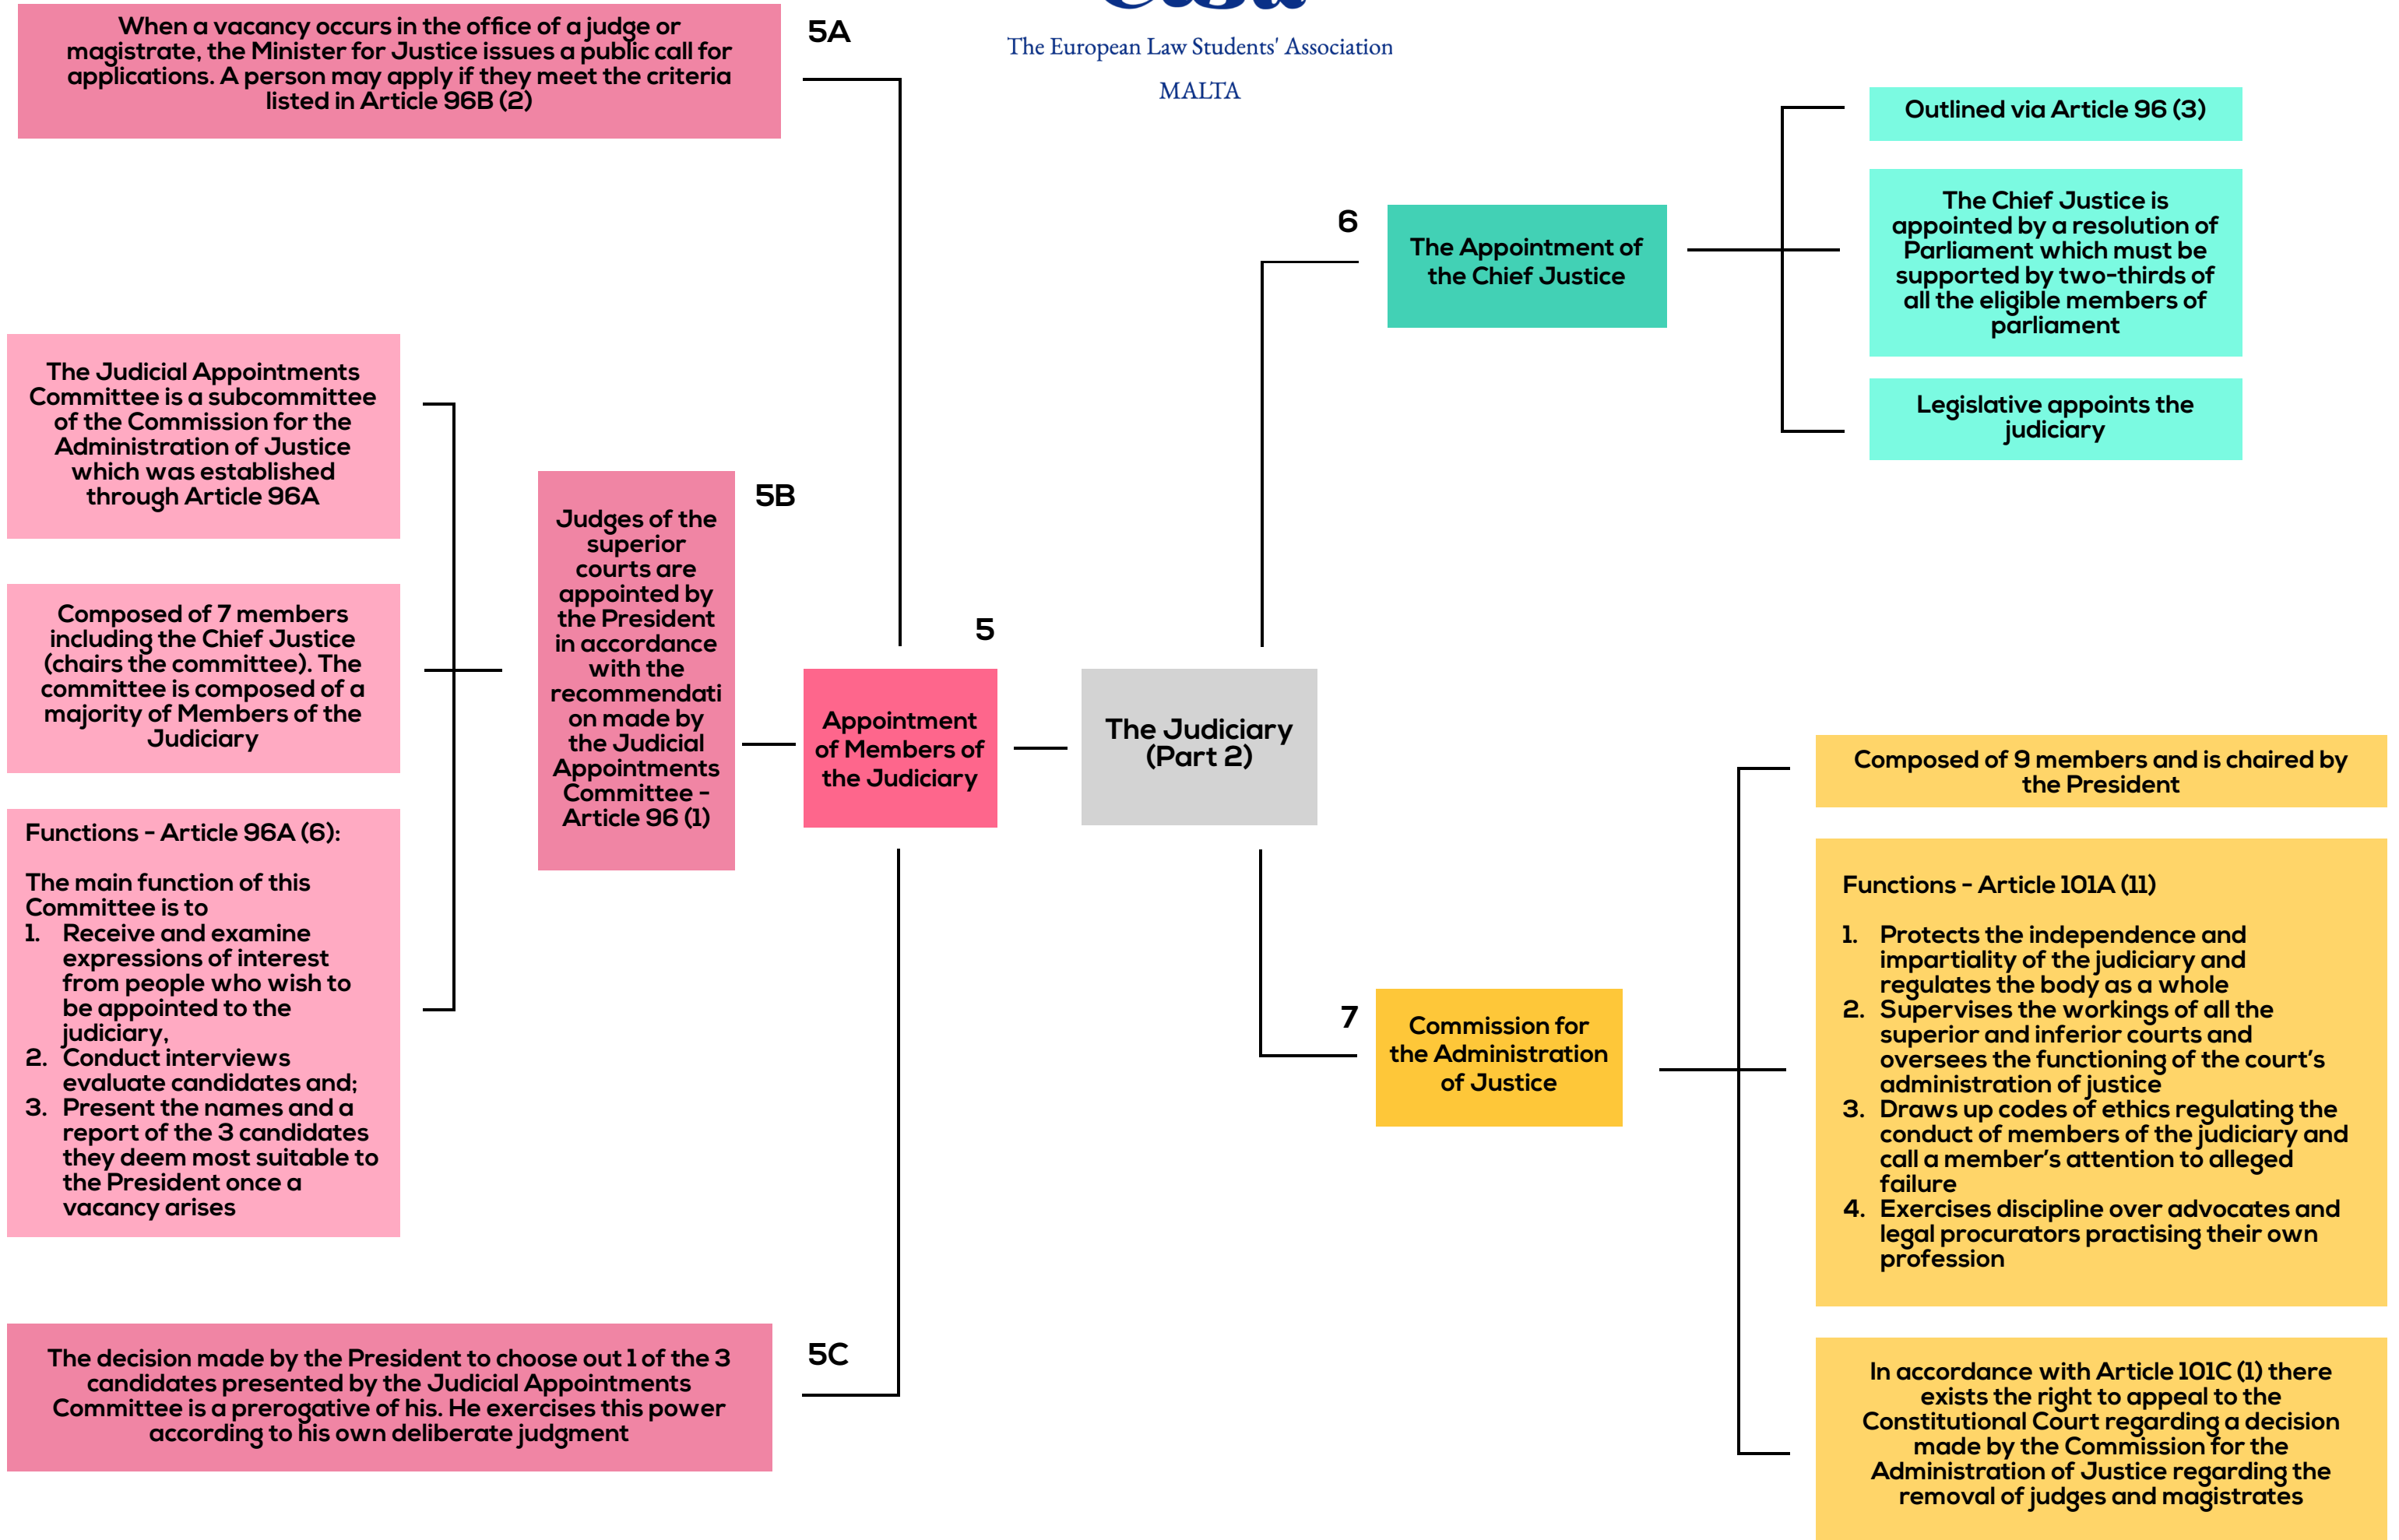 The European Law Students' Association
MALTA
When a vacancy occurs in the office of a judge or
magistrate, the Minister for Justice issues a public call for
applications. A person may apply if they meet the criteria
listed in Article 96B (2)
5A
The Judicial Appointments
Committee is a subcommittee
of the Commission for the
Administration of Justice
which was established
through Article 96A
Composed of 7 members
including the Chief Justice
(chairs the committee). The
committee is composed of a
majority of Members of the
Judiciary
Functions - Article 96A (6):
The main function of this
Committee is to
1. Receive and examine
expressions of interest
from people who wish to
be appointed to the
judiciary,
2. Conduct interviews
evaluate candidates and;
3. Present the names and a
report of the 3 candidates
they deem most suitable to
the President once a
vacancy arises
5B
Judges of the
superior
courts are
appointed by
the President
in accordance
with the
recommendati
on made by
the Judicial
Appointments
Committee -
Article 96 (1)
The decision made by the President to choose out 1 of the 3
candidates presented by the Judicial Appointments
Committee is a prerogative of his. He exercises this power
according to his own deliberate judgment
5C
5
Appointment
of Members of
the Judiciary
The Judiciary
(Part 2)
6
The Appointment of
the Chief Justice
Outlined via Article 96 (3)
The Chief Justice is
appointed by a resolution of
Parliament which must be
supported by two-thirds of
all the eligible members of
parliament
Legislative appoints the
judiciary
7
Commission for
the Administration
of Justice
Composed of 9 members and is chaired by
the President
Functions - Article 101A (11)
1. Protects the independence and
impartiality of the judiciary and
regulates the body as a whole
2. Supervises the workings of all the
superior and inferior courts and
oversees the functioning of the court's
administration of justice
3. Draws up codes of ethics regulating the
conduct of members of the judiciary and
call a member's attention to alleged
failure
4. Exercises discipline over advocates and
legal procurators practising their own
profession
In accordance with Article 101C (1) there
exists the right to appeal to the
Constitutional Court regarding a decision
made by the Commission for the
Administration of Justice regarding the
removal of judges and magistrates